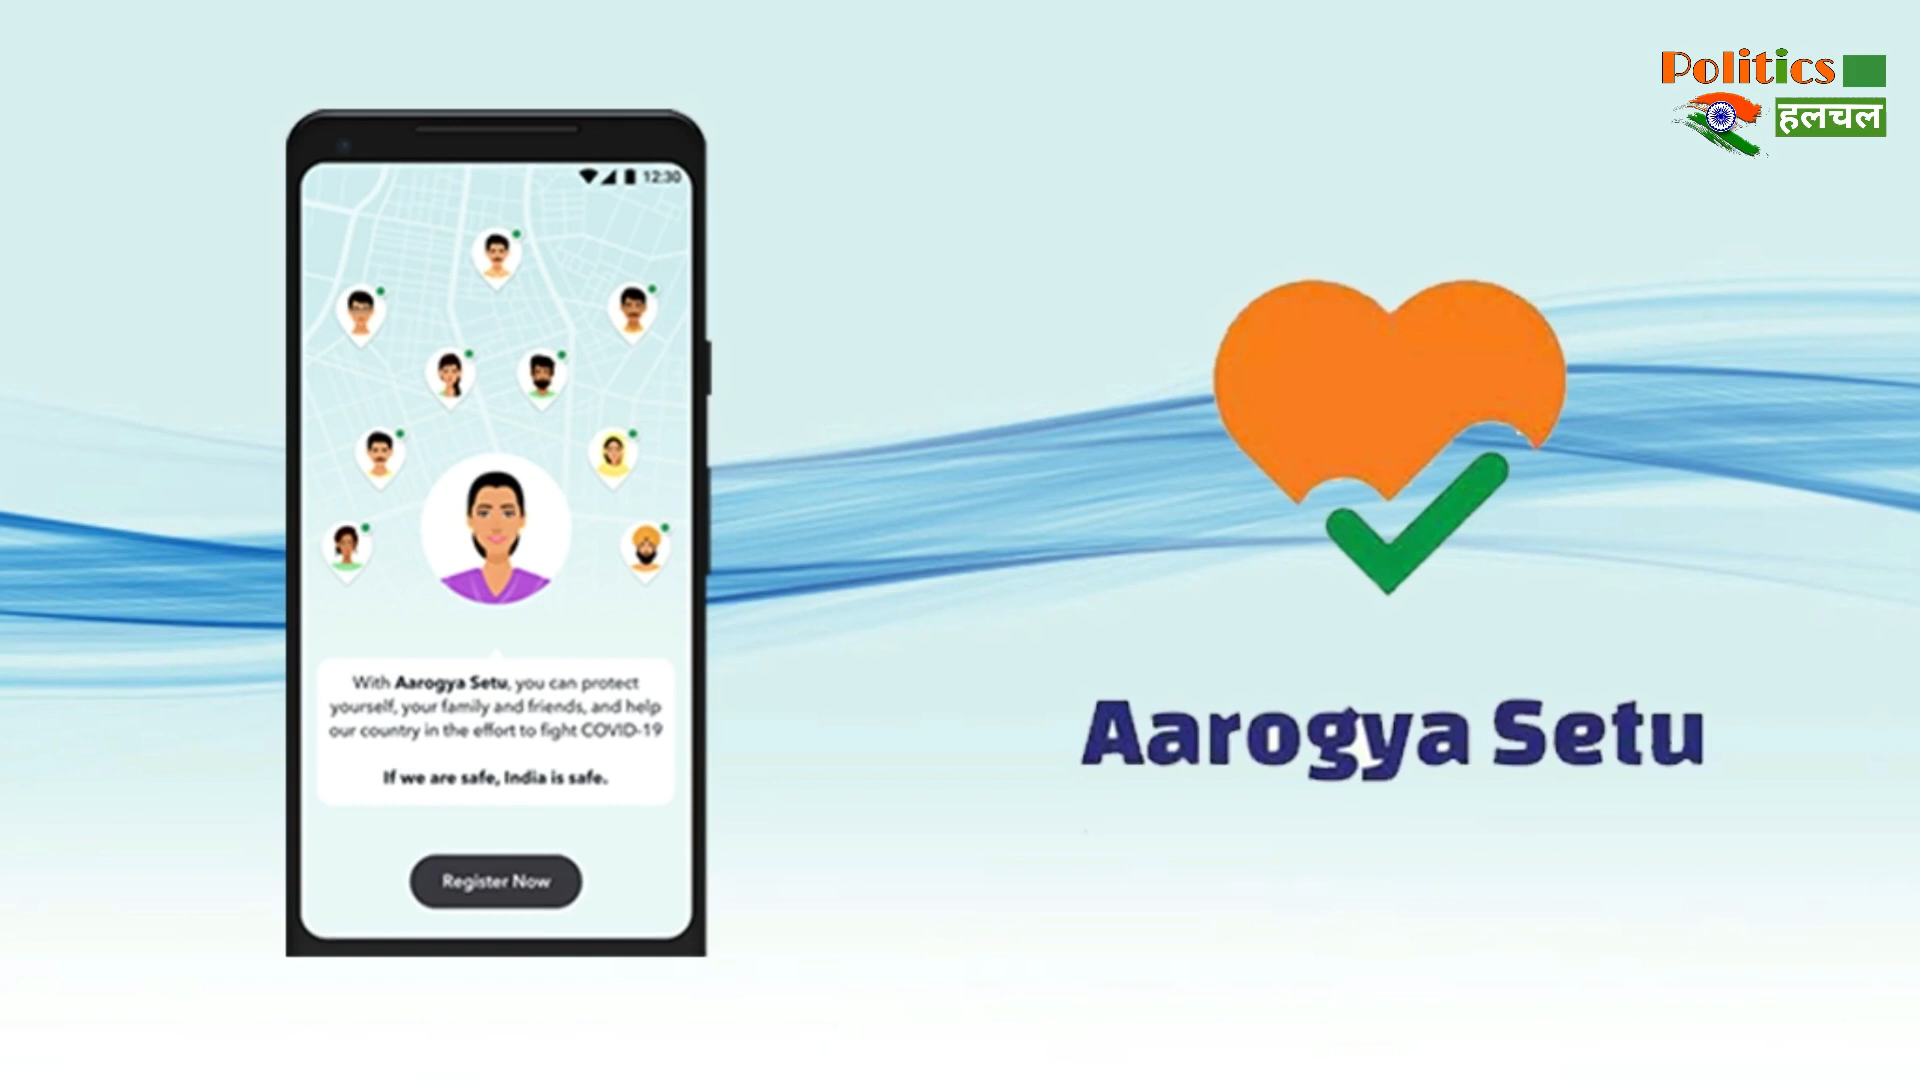 Politics
हलचल
12:30
With Aarogya Setu, you can protect
yourself, your family and friends, and help
our country in the effort to fight COVID-19
If we are safe, India is safe.
Register Now
Aarogya Setu